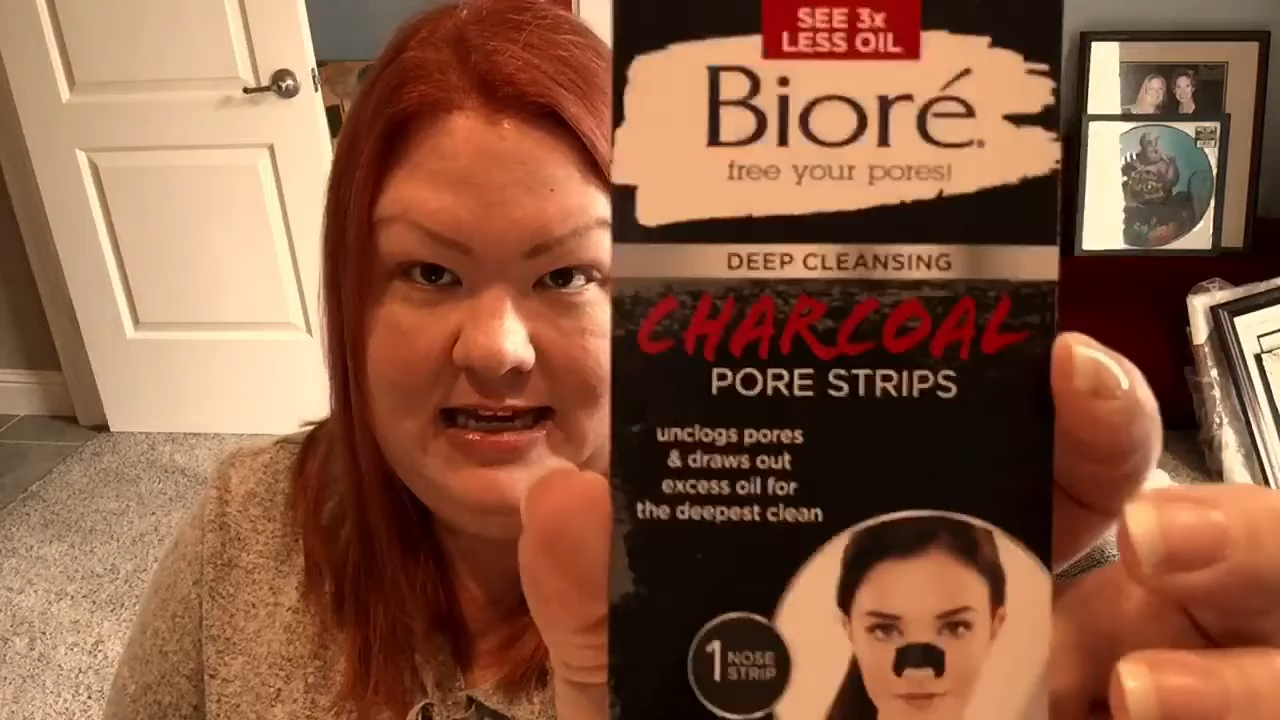 SEE 3x
LESS OIL
Bioré.
free your pores!
DEEP CLEANSING
CHARCOAL
PORE STRIPS
unclogs pores
& draws out
excess oil for
the deepest clean
1 NOSE
STRIP